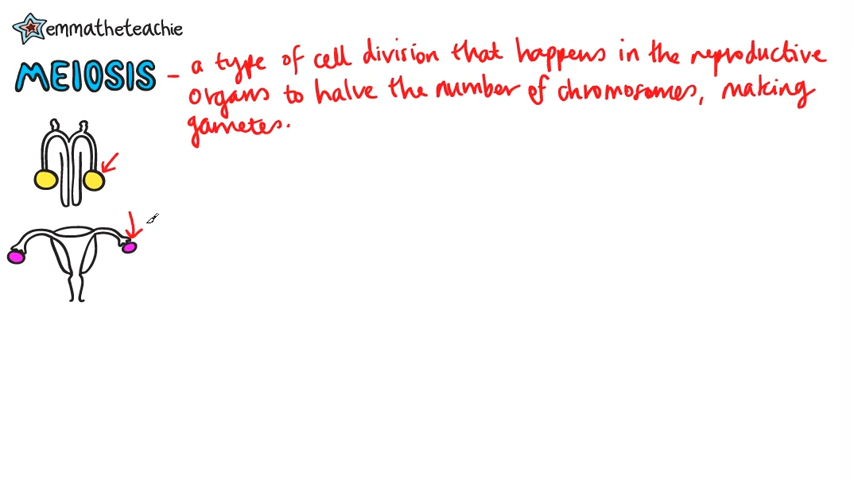 emmatheteachie
MEIOSIS - a type of cell division that happens in the reproductive
organs to halve the number of chromosomes, making
gametes.